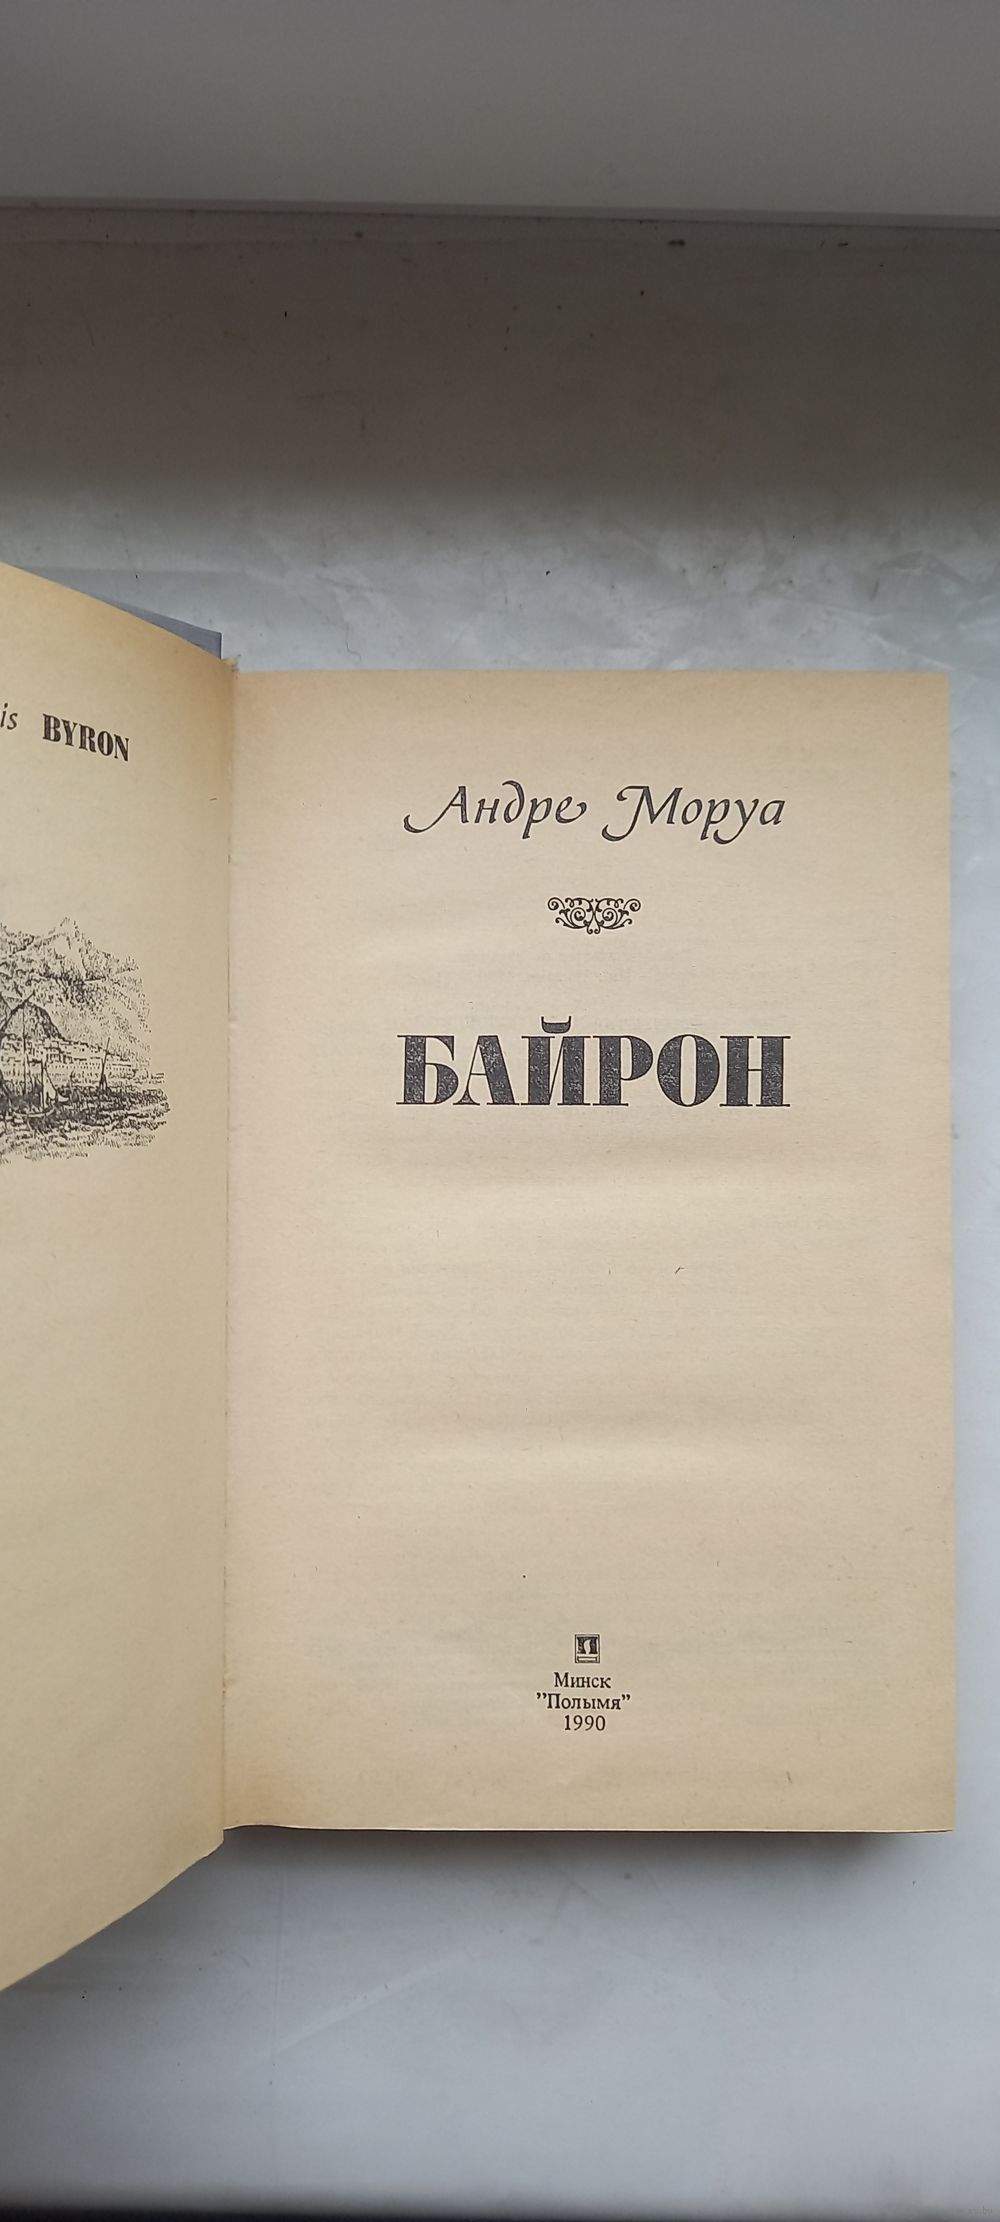 is BYRON
Андре Моруа
БАЙРОН
П
Минск
"Полымя"
1990